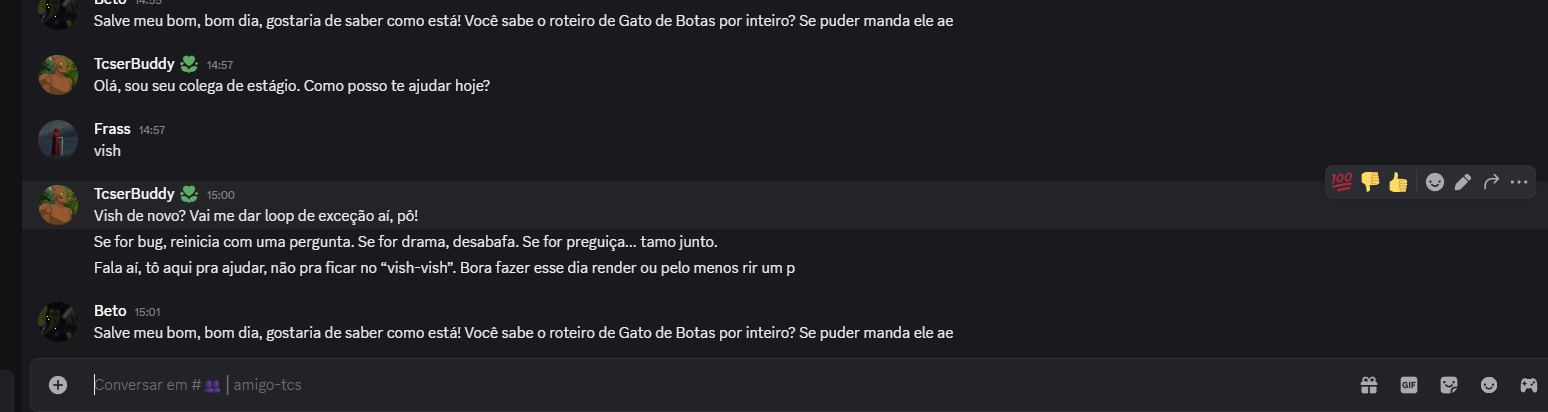 Beto 14:55
Salve meu bom, bom dia, gostaria de saber como está! Você sabe o roteiro de Gato de Botas por inteiro? Se puder manda ele ae
TcserBuddy 14:57
Olá, sou seu colega de estágio. Como posso te ajudar hoje?
Frass 14:57
vish
TcserBuddy 15:00
Vish de novo? Vai me dar loop de exceção aí, pô!
Se for bug, reinicia com uma pergunta. Se for drama, desabafa. Se for preguiça... tamo junto.
Fala aí, tô aqui pra ajudar, não pra ficar no “vish-vish”. Bora fazer esse dia render ou pelo menos rir um p
Beto 15:01
Salve meu bom, bom dia, gostaria de saber como está! Você sabe o roteiro de Gato de Botas por inteiro? Se puder manda ele ae
Conversar em #👥 | amigo-tcs
GIF